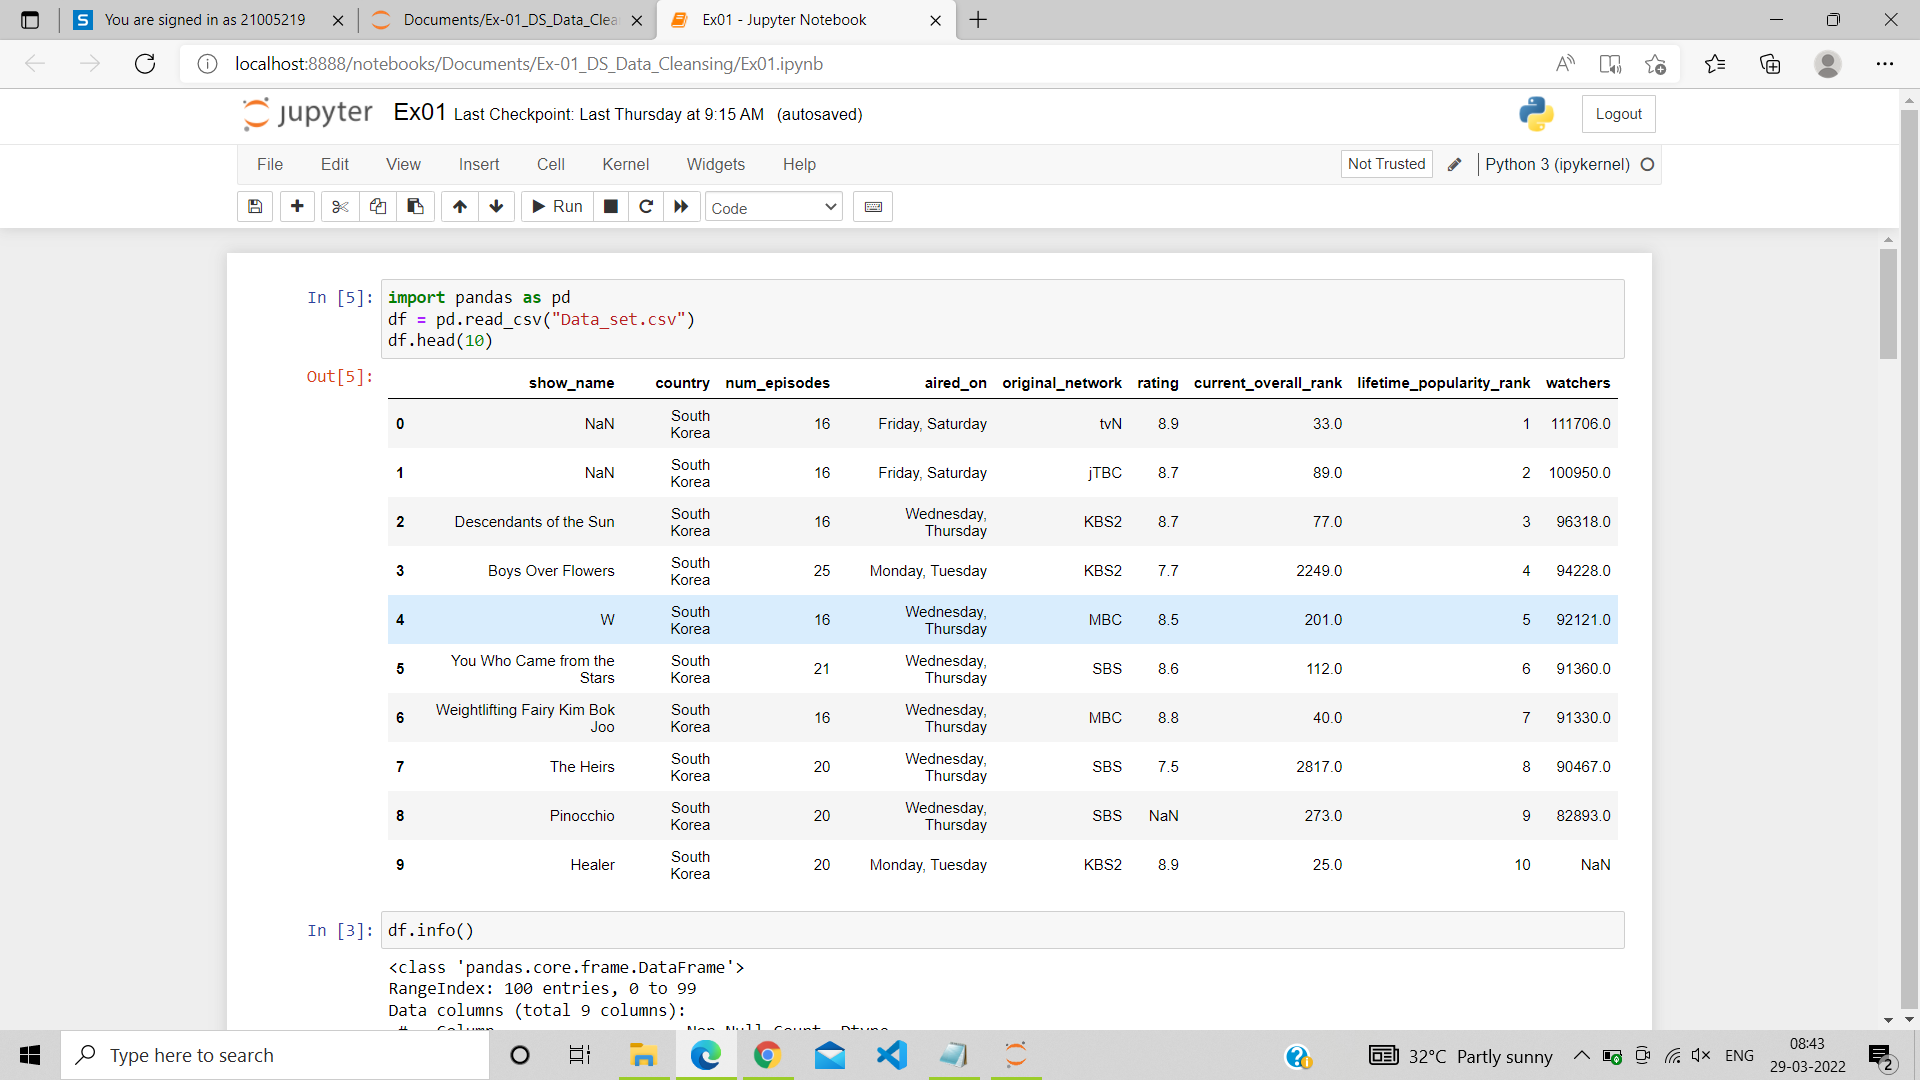 You are signed in as 21005219
Documents/Ex-01_DS_Data_Clea
Ex01 - Jupyter Notebook
localhost:8888/notebooks/Documents/Ex-01_DS_Data_Cleansing/Ex01.ipynb
jupyter Ex01 Last Checkpoint: Last Thursday at 9:15 AM (autosaved)
Logout
File Edit View Insert Cell Kernel Widgets Help
Not Trusted Python 3 (ipykernel)
Run Code
In [5]: import pandas as pd
df = pd.read_csv("Data_set.csv")
df.head(10)
Out[5]:
show_name country num_episodes aired_on original_network rating current_overall_rank lifetime_popularity_rank watchers
0 NaN South Korea 16 Friday, Saturday tvN 8.9 33.0 1 111706.0
1 NaN South Korea 16 Friday, Saturday jTBC 8.7 89.0 2 100950.0
2 Descendants of the Sun South Korea 16 Wednesday, Thursday KBS2 8.7 77.0 3 96318.0
3 Boys Over Flowers South Korea 25 Monday, Tuesday KBS2 7.7 2249.0 4 94228.0
4 W South Korea 16 Wednesday, Thursday MBC 8.5 201.0 5 92121.0
5 You Who Came from the Stars South Korea 21 Wednesday, Thursday SBS 8.6 112.0 6 91360.0
6 Weightlifting Fairy Kim Bok Joo South Korea 16 Wednesday, Thursday MBC 8.8 40.0 7 91330.0
7 The Heirs South Korea 20 Wednesday, Thursday SBS 7.5 2817.0 8 90467.0
8 Pinocchio South Korea 20 Wednesday, Thursday SBS NaN 273.0 9 82893.0
9 Healer South Korea 20 Monday, Tuesday KBS2 8.9 25.0 10 NaN
In [3]: df.info()
<class 'pandas.core.frame.DataFrame'>
RangeIndex: 100 entries, 0 to 99
Data columns (total 9 columns):
# Column Non-Null Count Dtype
Type here to search
32°C Partly sunny
ENG
08:43
29-03-2022
2